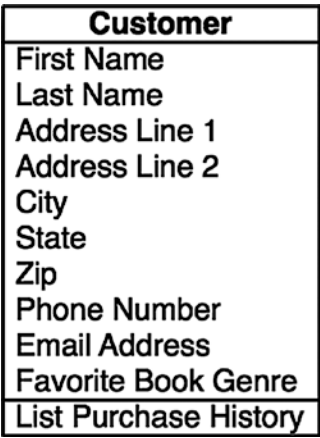 Customer
First Name
Last Name
Address Line 1
Address Line 2
City
State
Zip
Phone Number
Email Address
Favorite Book Genre
List Purchase History